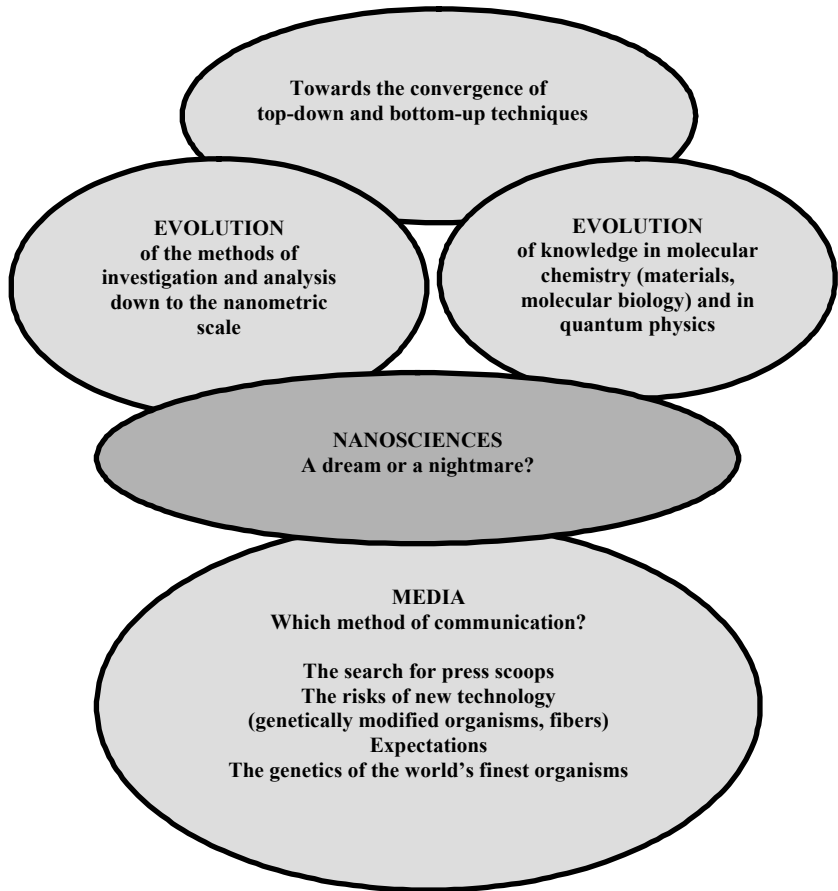 Towards the convergence of
top-down and bottom-up techniques
EVOLUTION
of the methods of
investigation and analysis
down to the nanometric
scale
EVOLUTION
of knowledge in molecular
chemistry (materials,
molecular biology) and in
quantum physics
NANOSCIENCES
A dream or a nightmare?
MEDIA
Which method of communication?
The search for press scoops
The risks of new technology
(genetically modified organisms, fibers)
Expectations
The genetics of the world's finest organisms